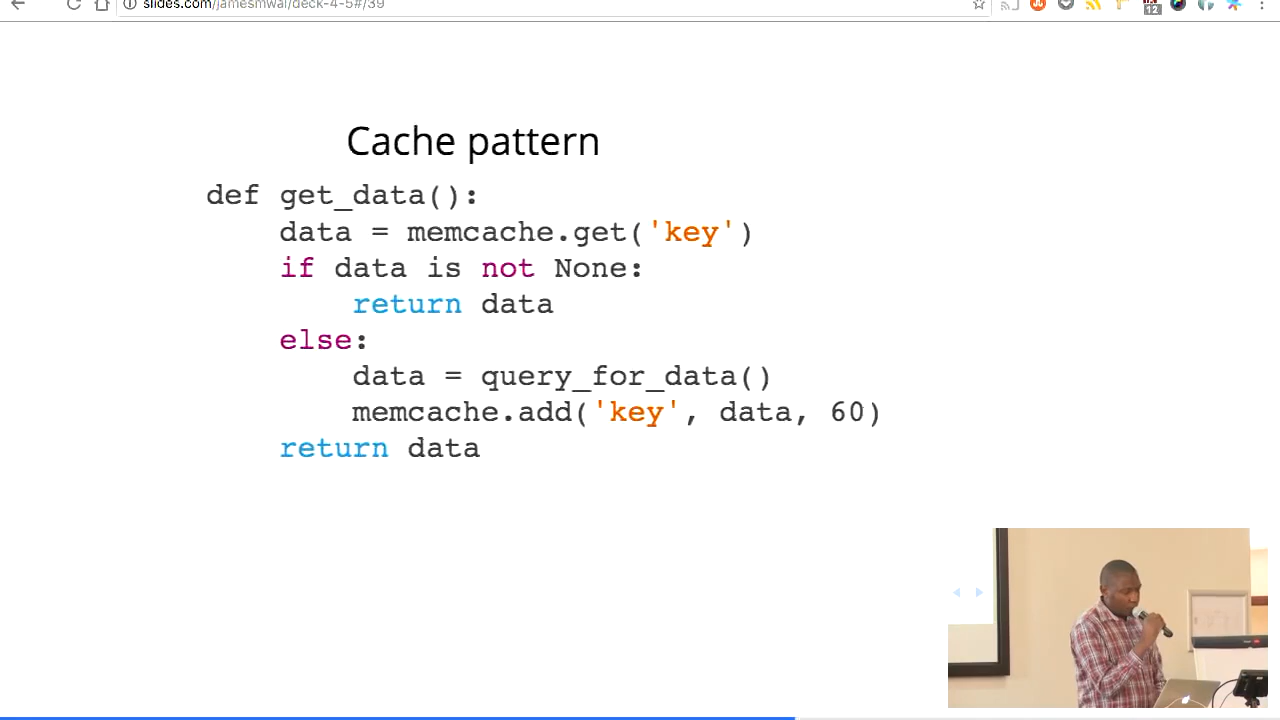 slides.com/jamesmwai/deck-4-5#/39
12
Cache pattern
def get_data():
    data = memcache.get('key')
    if data is not None:
        return data
    else:
        data = query_for_data()
        memcache.add('key', data, 60)
    return data